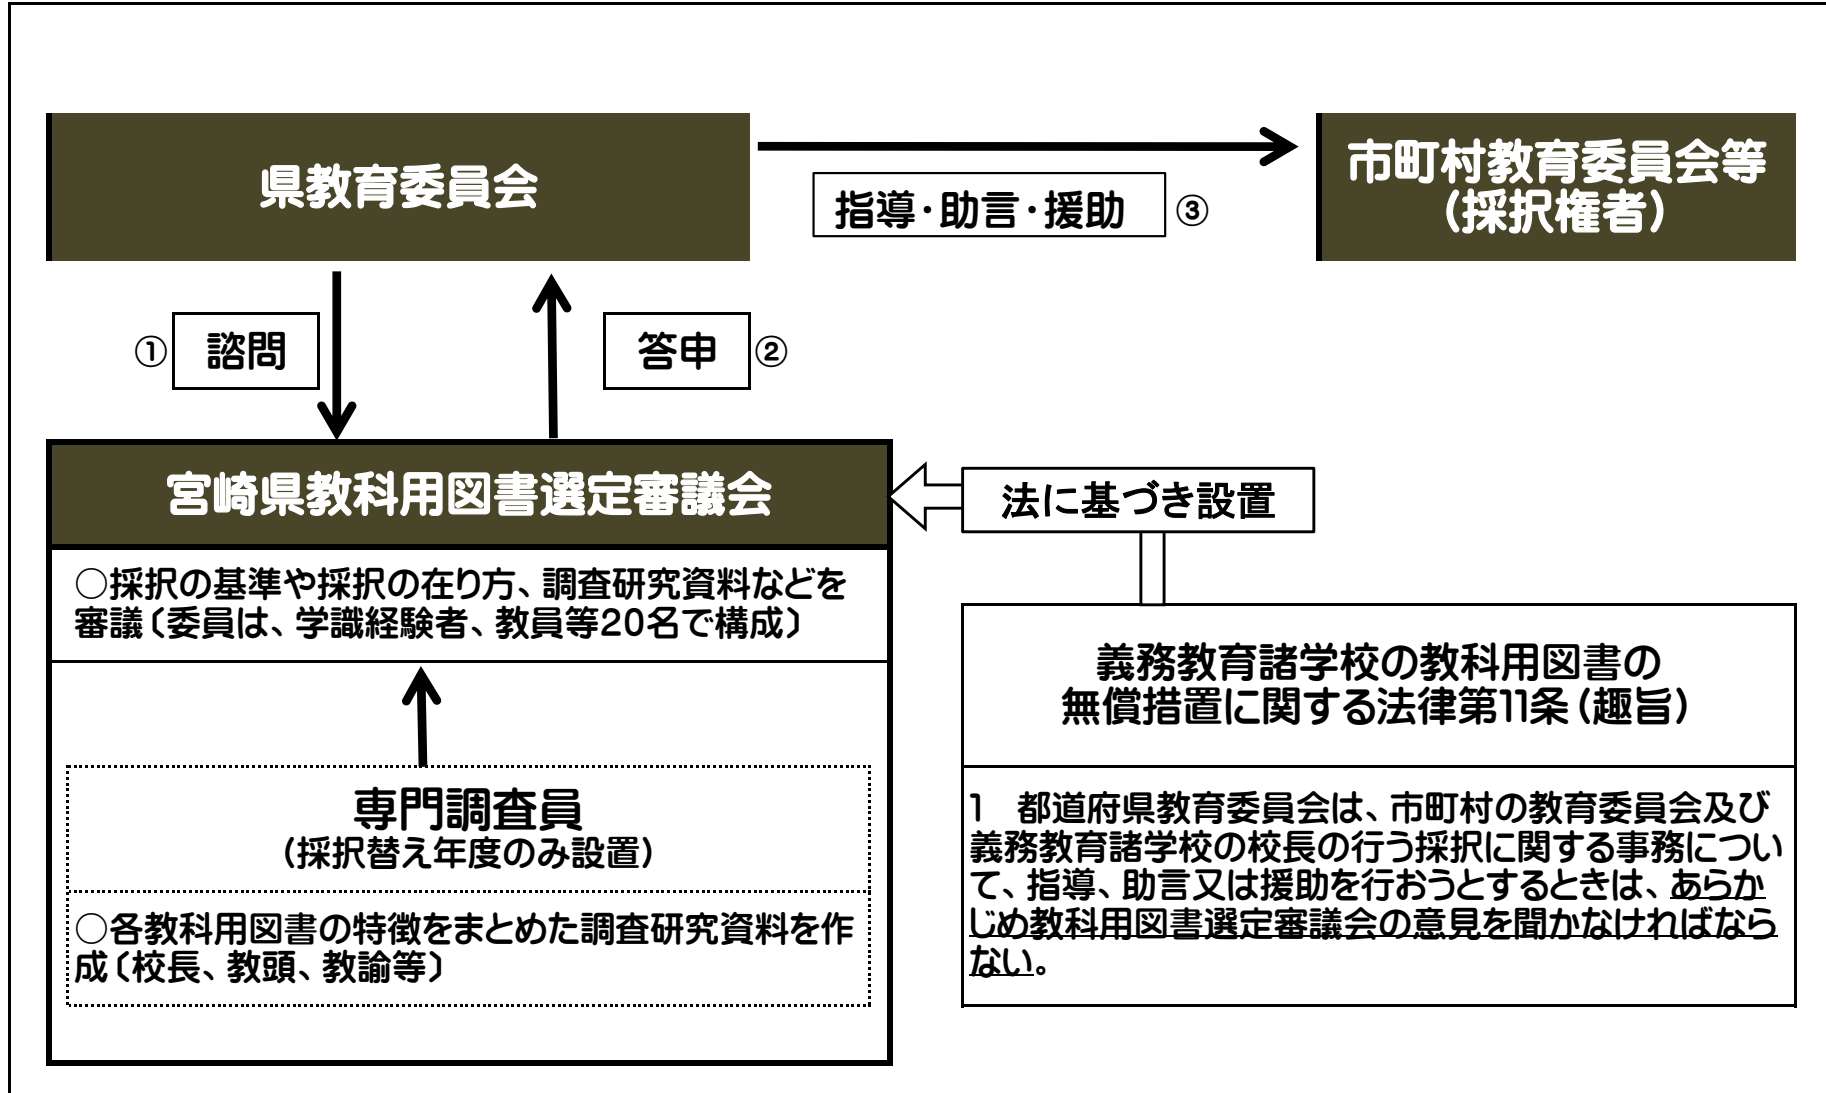 県教育委員会
指導・助言・援助 ③
市町村教育委員会等
（採択権者）
① 諮問
答申 ②
宮崎県教科用図書選定審議会
○採択の基準や採択の在り方、調査研究資料などを
審議〔委員は、学識経験者、教員等20名で構成〕
専門調査員
（採択替え年度のみ設置）
○各教科用図書の特徴をまとめた調査研究資料を作
成〔校長、教頭、教諭等〕
法に基づき設置
義務教育諸学校の教科用図書の
無償措置に関する法律第11条（趣旨）
1　都道府県教育委員会は、市町村の教育委員会及び
義務教育諸学校の校長の行う採択に関する事務につい
て、指導、助言又は援助を行おうとするときは、あらか
じめ教科用図書選定審議会の意見を聞かなければなら
ない。